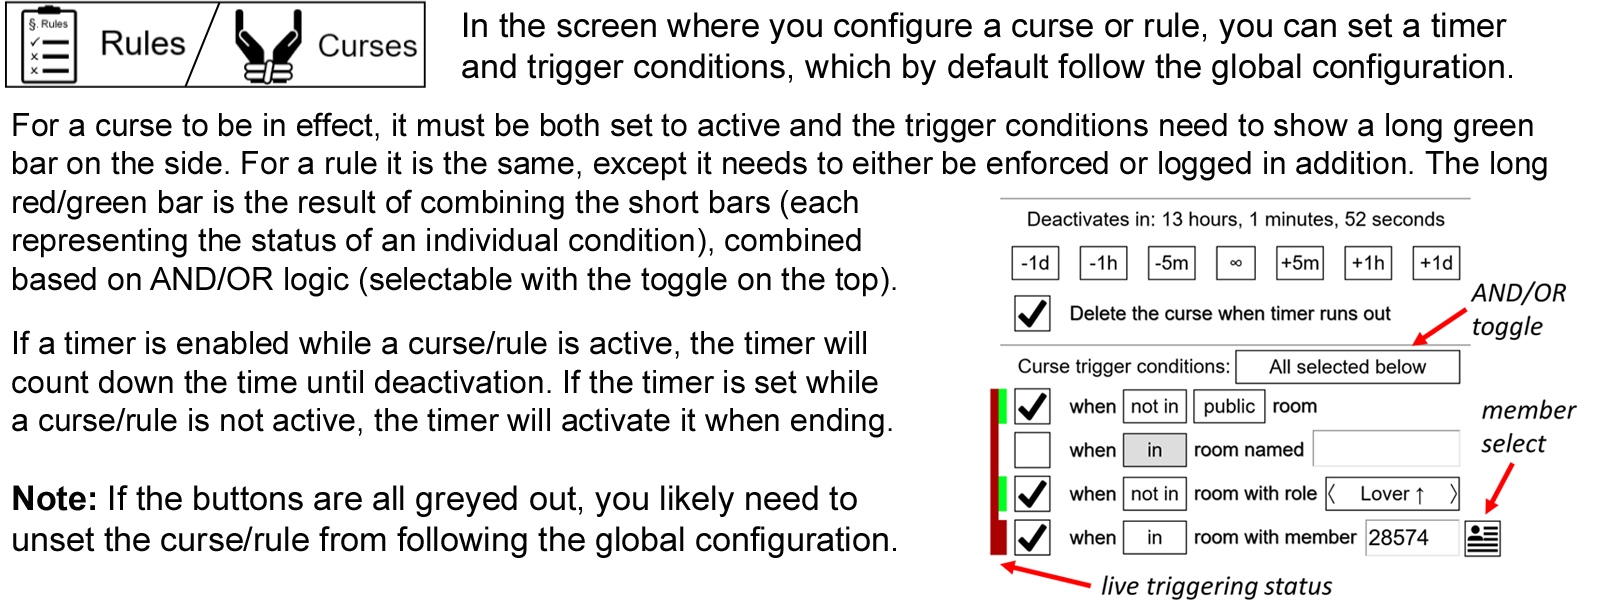 §. Rules
Rules
Curses
In the screen where you configure a curse or rule, you can set a timer
and trigger conditions, which by default follow the global configuration.
For a curse to be in effect, it must be both set to active and the trigger conditions need to show a long green
bar on the side. For a rule it is the same, except it needs to either be enforced or logged in addition. The long
red/green bar is the result of combining the short bars (each
representing the status of an individual condition), combined
based on AND/OR logic (selectable with the toggle on the top).
If a timer is enabled while a curse/rule is active, the timer will
count down the time until deactivation. If the timer is set while
a curse/rule is not active, the timer will activate it when ending.
Note: If the buttons are all greyed out, you likely need to
unset the curse/rule from following the global configuration.
Deactivates in: 13 hours, 1 minutes, 52 seconds
-1d -1h -5m ∞ +5m +1h +1d
Delete the curse when timer runs out
AND/OR
toggle
Curse trigger conditions: All selected below
when not in public room
when in room named
when not in room with role 〈 Lover ↑ 〉
when in room with member 28574
member
select
live triggering status